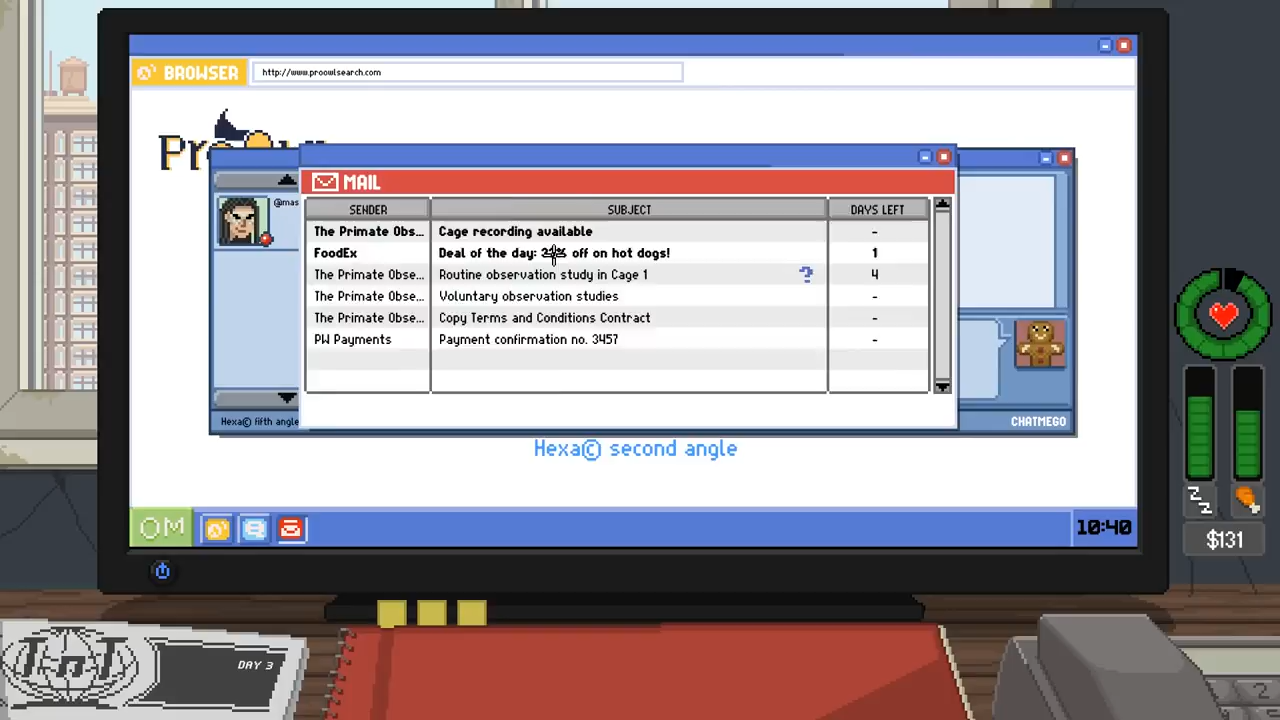 BROWSER
http://www.proowlsearch.com
@mas
MAIL
SENDER SUBJECT DAYS LEFT
The Primate Obs... Cage recording available -
FoodEx Deal of the day: off on hot dogs! 1
The Primate Obse... Routine observation study in Cage 1 ? 4
The Primate Obse... Voluntary observation studies -
The Primate Obse... Copy Terms and Conditions Contract -
PW Payments Payment confirmation no. 3457 -
Hexa© fifth angle
CHATMEGO
Hexa© second angle
OM
10:40
$131
TnT
DAY 3
2